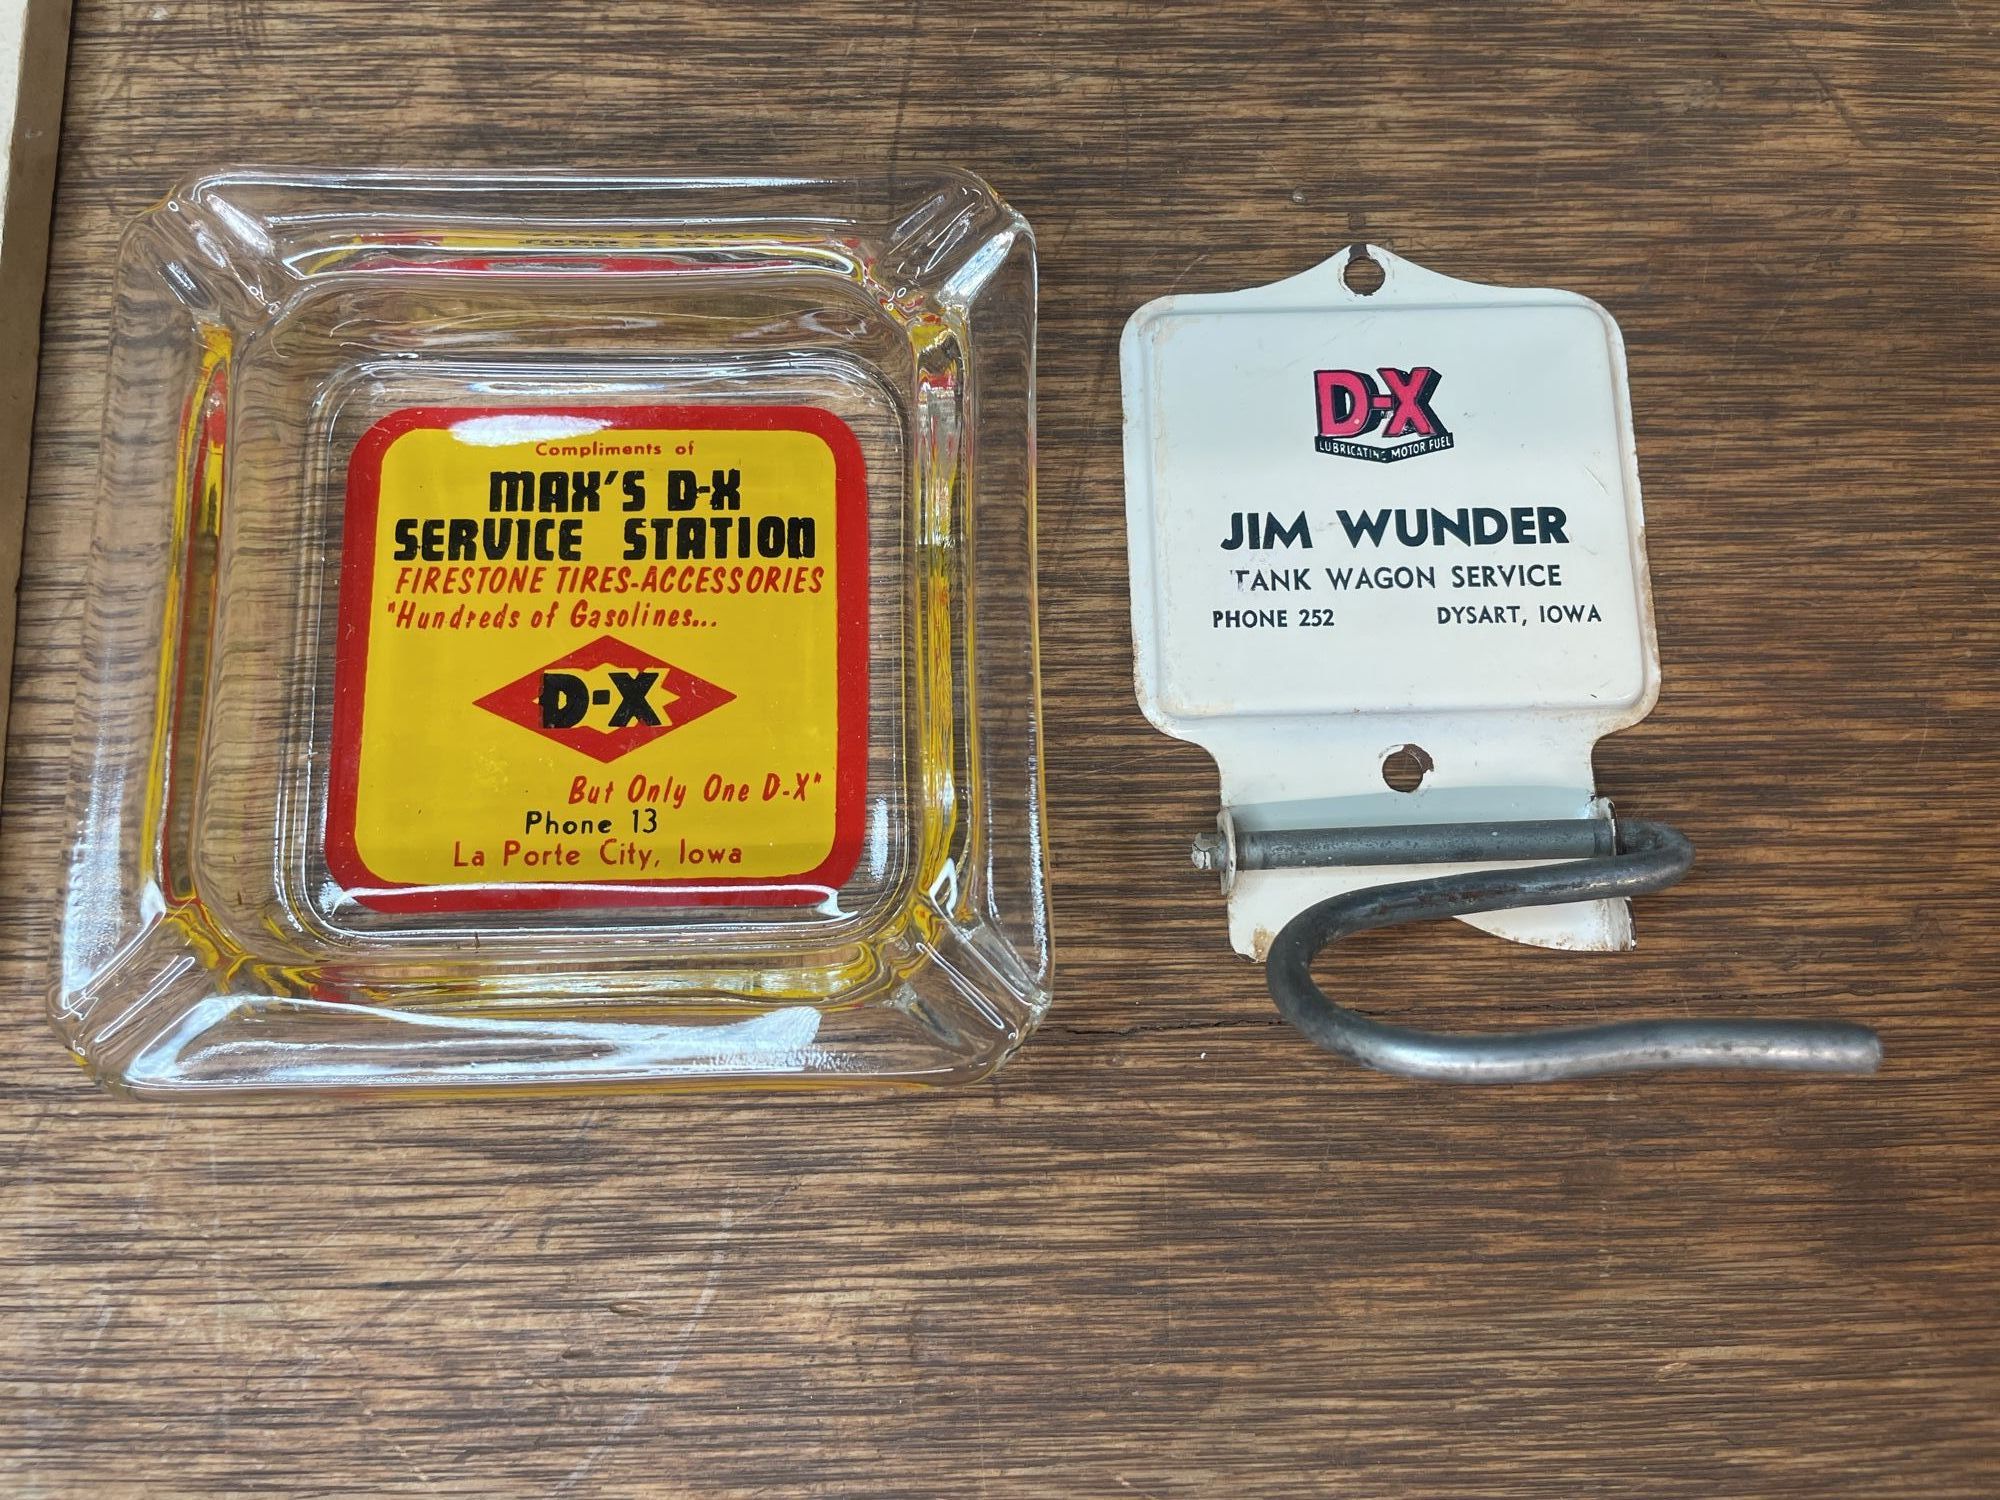 Compliments of
MAX'S D-X
SERVICE STATION
FIRESTONE TIRES-ACCESSORIES
"Hundreds of Gasolines...
D-X
But Only One D-X"
Phone 13
La Porte City, Iowa
D-X
LUBRICATING MOTOR FUEL
JIM WUNDER
TANK WAGON SERVICE
PHONE 252 DYSART, IOWA